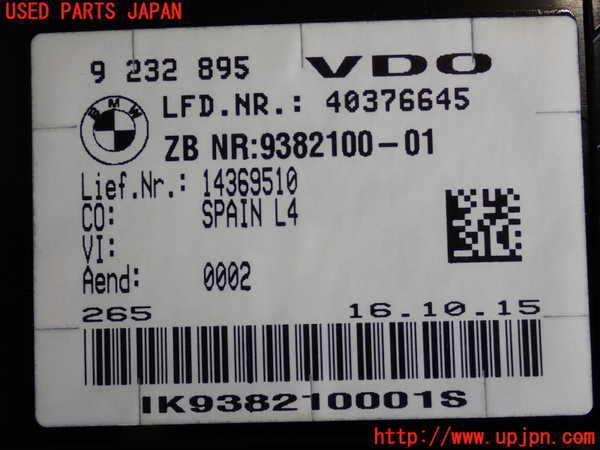 USED PARTS JAPAN
9 232 895 VDO
BMW
LFD.NR.: 40376645
ZB NR:9382100-01
Lief.Nr.: 14369510
CO: SPAIN L4
VI:
Aend: 0002
265 16.10.15
IK938210001S
http://www.upjpn.com/